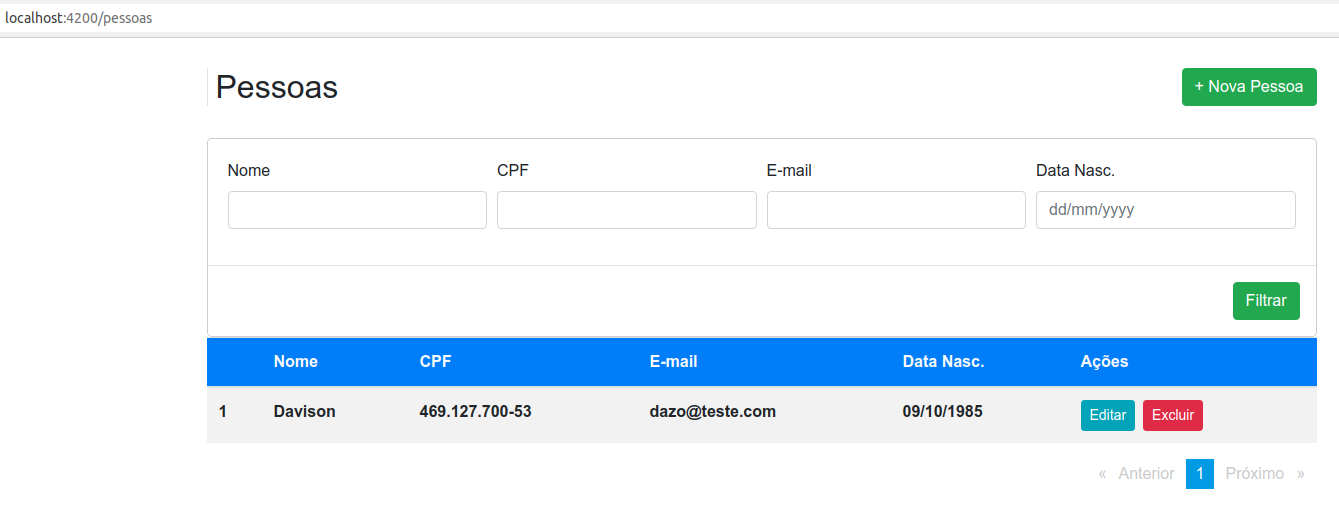 localhost:4200/pessoas
Pessoas
+ Nova Pessoa
Nome CPF E-mail Data Nasc.
dd/mm/yyyy
Filtrar
Nome CPF E-mail Data Nasc. Ações
1 Davison 469.127.700-53 dazo@teste.com 09/10/1985 Editar Excluir
« Anterior 1 Próximo »